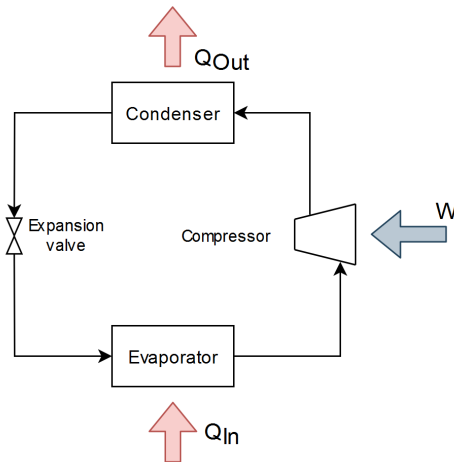 QOut
Condenser
W
Expansion
valve
Compressor
Evaporator
QIn